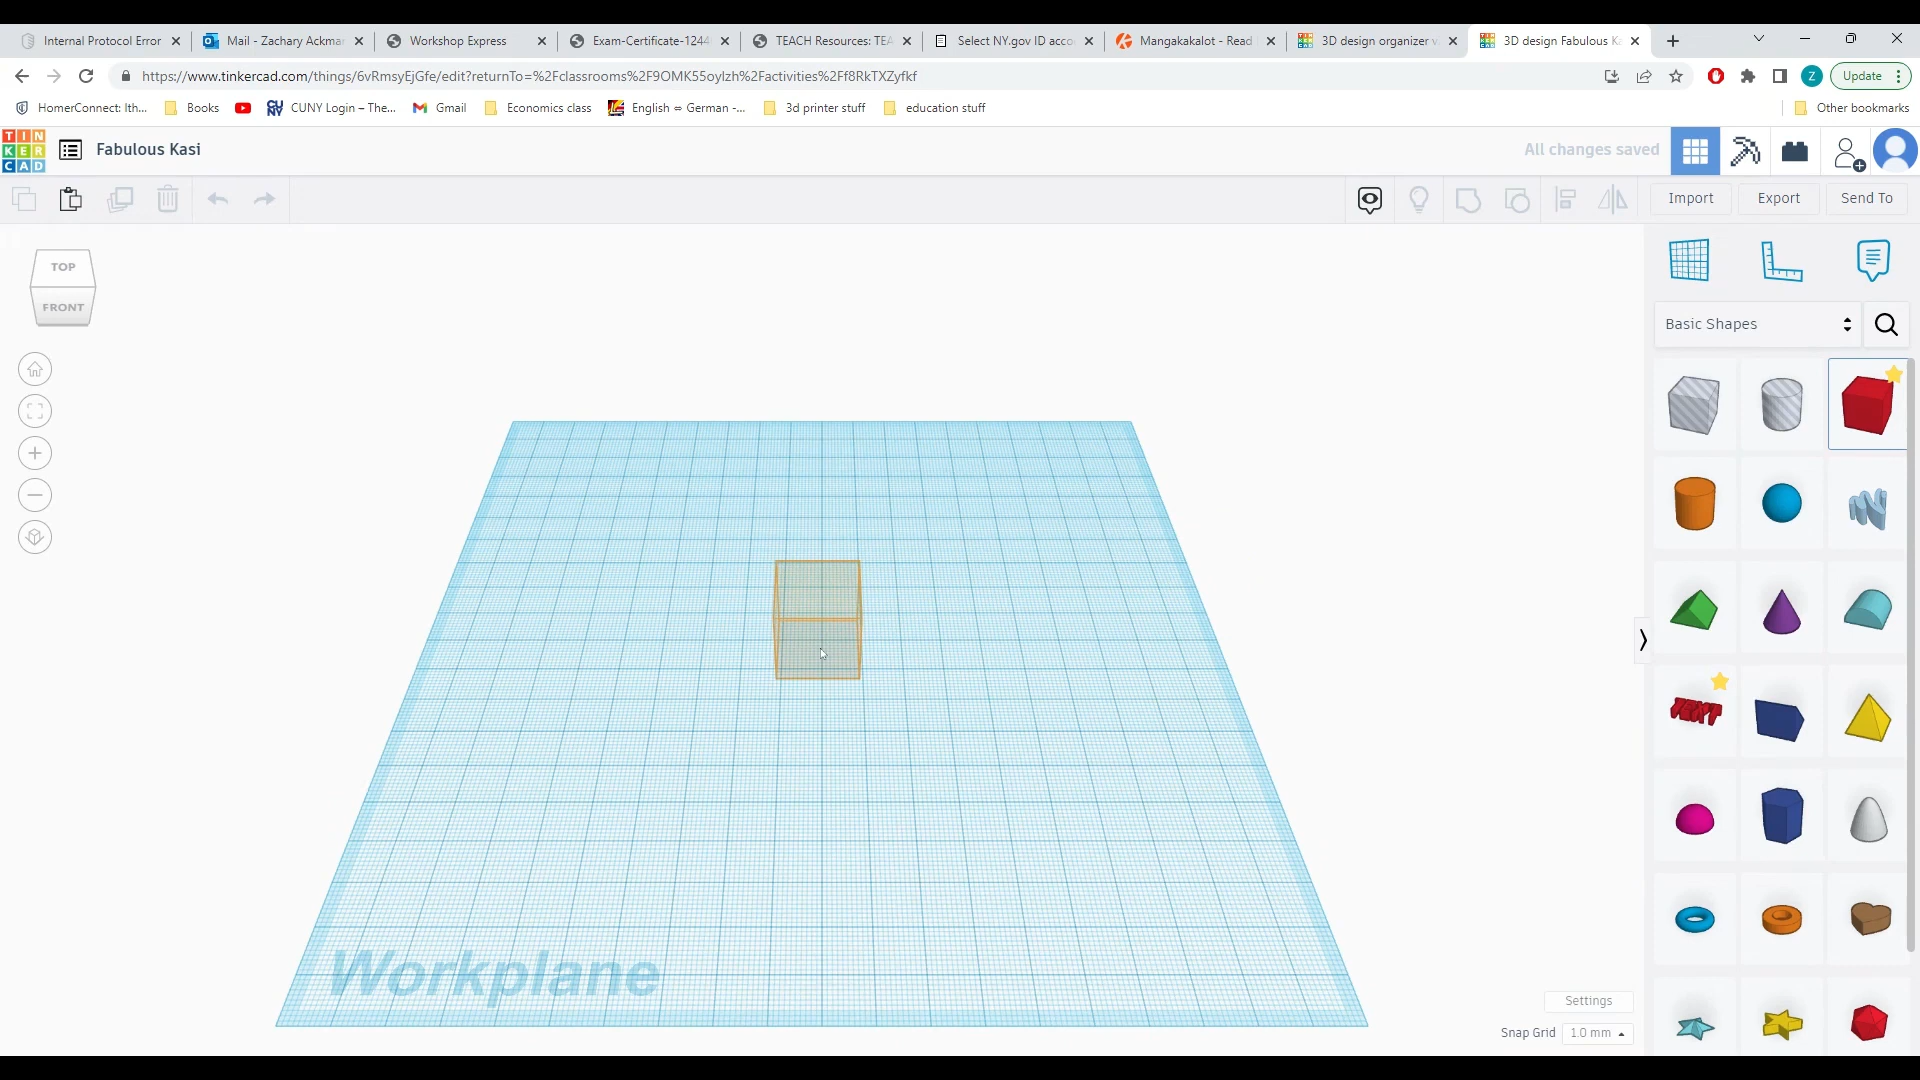 Internal Protocol Error
Mail - Zachary Ackma
Workshop Express
Exam-Certificate-1244
TEACH Resources: TEA
Select NY.gov ID acco
Mangakakalot - Read
3D design organizer v
3D design Fabulous Ka
https://www.tinkercad.com/things/6vRmsyEjGfe/edit?returnTo=%2Fclassrooms%2F9OMK55oylzh%2Factivities%2Ff8RkTXZyfkf
Z
Update
HomerConnect: Ith...
Books
CUNY Login – The...
Gmail
Economics class
English ⇔ German -...
3d printer stuff
education stuff
Other bookmarks
TIN
KER
CAD
Fabulous Kasi
All changes saved
Import
Export
Send To
TOP
FRONT
Basic Shapes
TEXT
Workplane
Settings
Snap Grid
1.0 mm